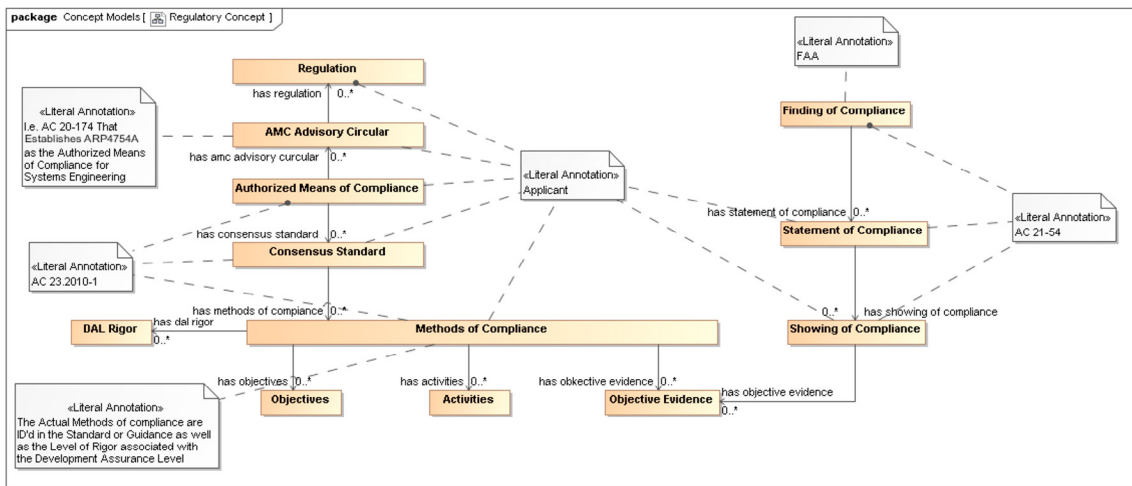 package Concept Models [ Regulatory Concept ]
«Literal Annotation»
FAA
Regulation
has regulation 0..*
«Literal Annotation»
I.e. AC 20-174 That
Establishes ARP4754A
as the Authorized Means
of Compliance for
Systems Engineering
AMC Advisory Circular
has amc advisory curcular 0..*
Finding of Compliance
«Literal Annotation»
Applicant
Authorized Means of Compliance
has consensus standard 0..*
has statement of compliance 0..*
«Literal Annotation»
AC 21-54
Consensus Standard
Statement of Compliance
«Literal Annotation»
AC 23.2010-1
has methods of compiance 0..*
0..* has showing of compliance
DAL Rigor
has dal rigor
0..*
Methods of Compliance
Showing of Compliance
has objectives 0..*
has activities 0..*
has obkective evidence 0..*
has objective evidence
0..*
Objectives
Activities
Objective Evidence
«Literal Annotation»
The Actual Methods of compliance are
ID'd in the Standard or Guidance as well
as the Level of Rigor associated with
the Development Assurance Level